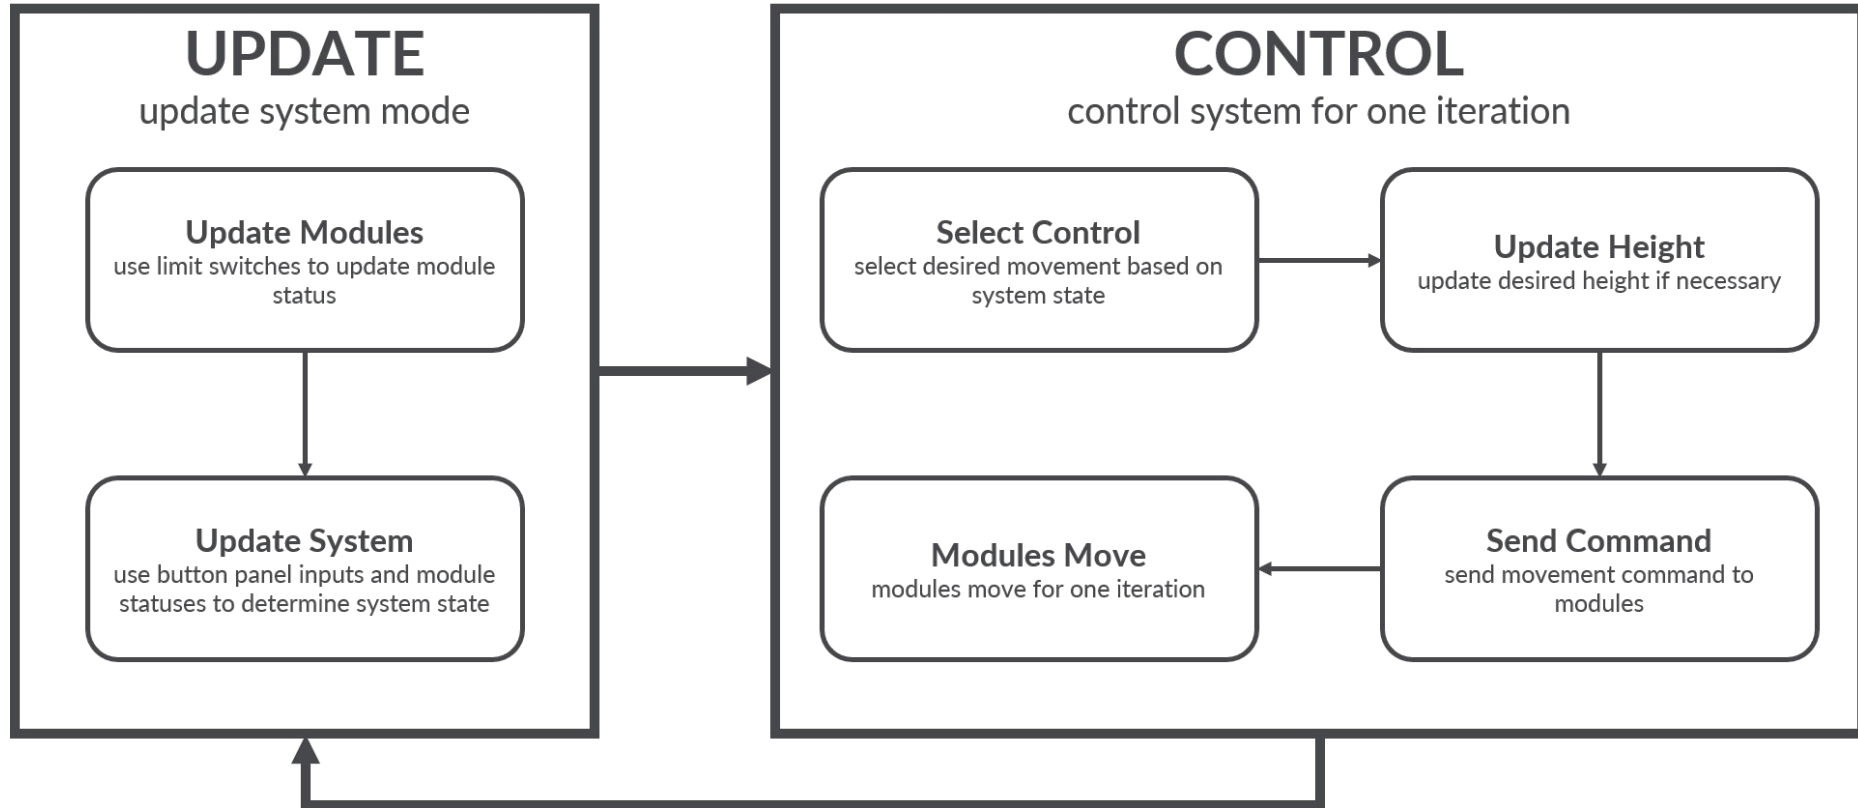 UPDATE
update system mode
Update Modules
use limit switches to update module
status
Update System
use button panel inputs and module
statuses to determine system state
CONTROL
control system for one iteration
Select Control
select desired movement based on
system state
Update Height
update desired height if necessary
Send Command
send movement command to
modules
Modules Move
modules move for one iteration